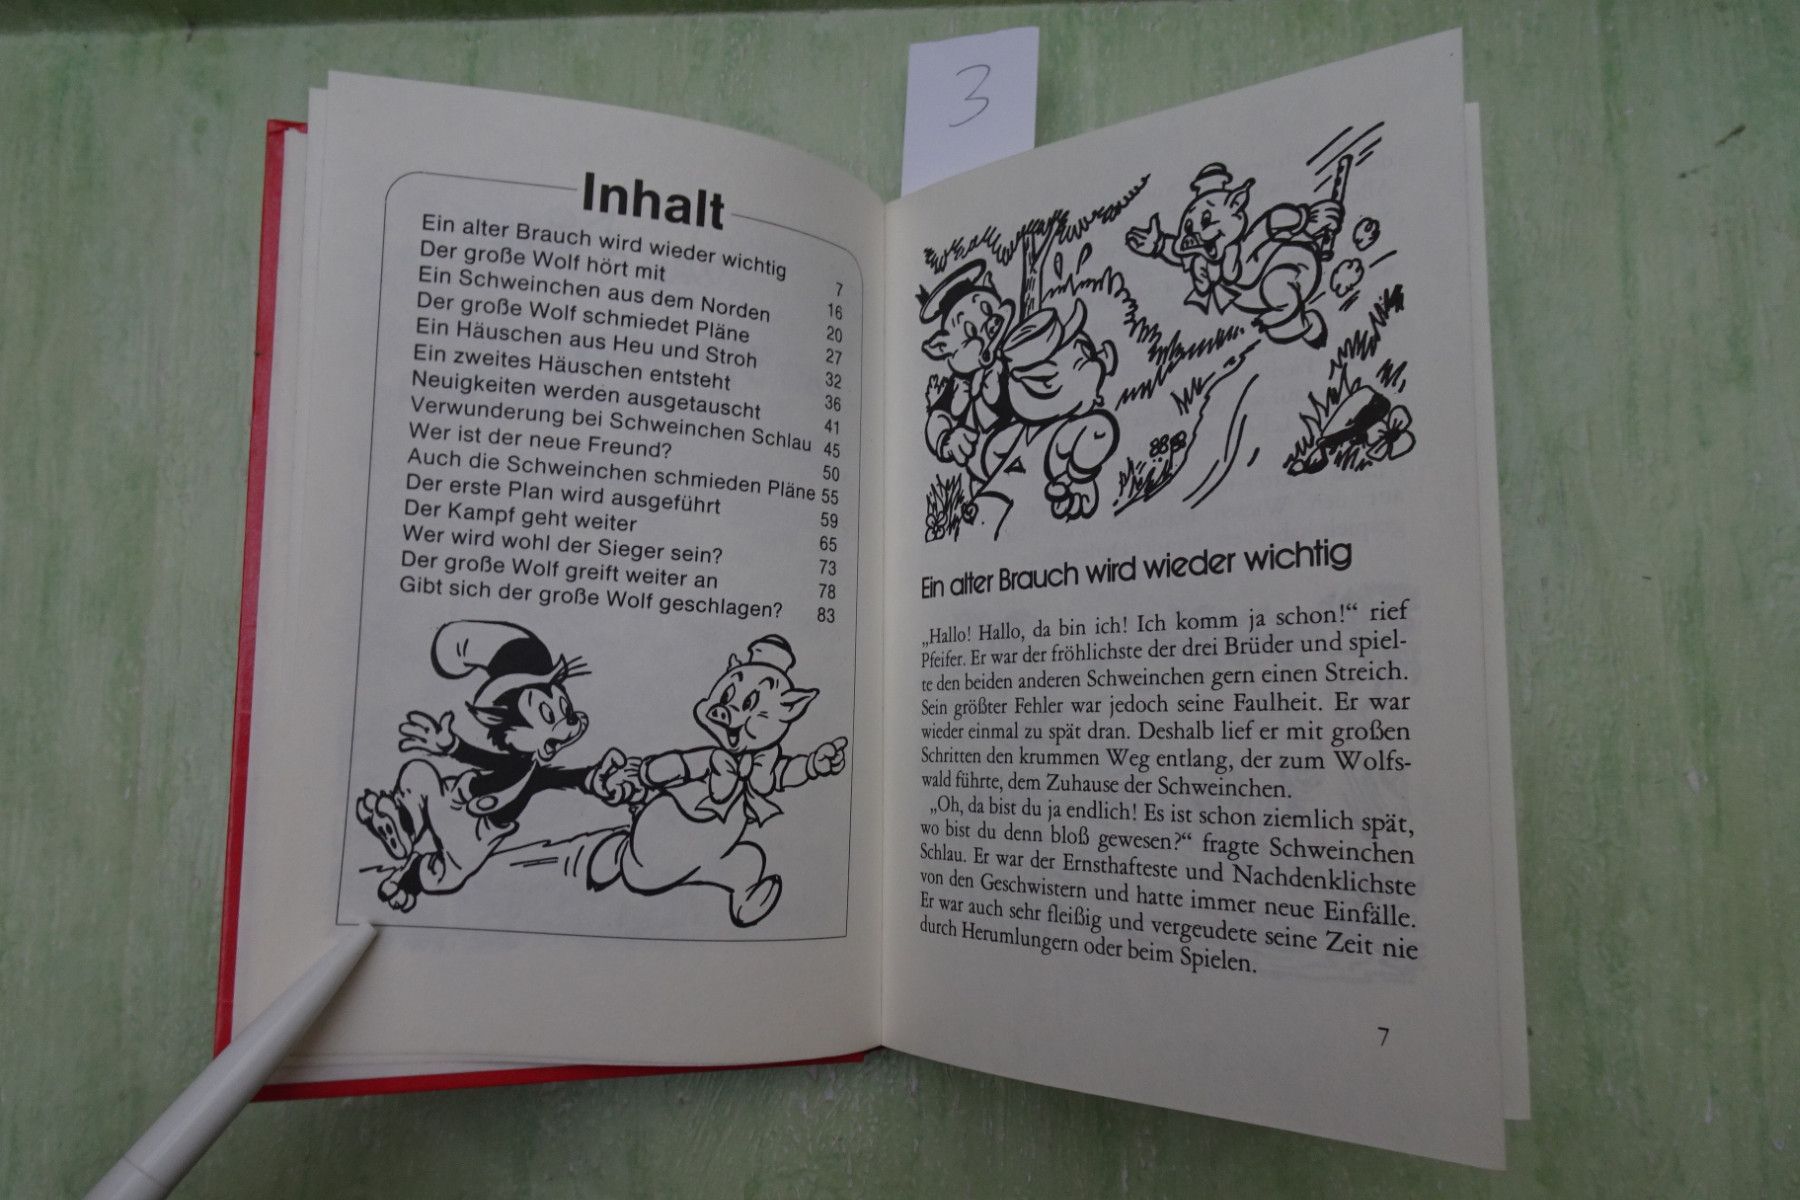 3
Inhalt
Ein alter Brauch wird wieder wichtig 7
Der große Wolf hört mit 16
Ein Schweinchen aus dem Norden 20
Der große Wolf schmiedet Pläne 27
Ein Häuschen aus Heu und Stroh 32
Ein zweites Häuschen entsteht 36
Neuigkeiten werden ausgetauscht 41
Verwunderung bei Schweinchen Schlau 45
Wer ist der neue Freund? 50
Auch die Schweinchen schmieden Pläne 55
Der erste Plan wird ausgeführt 59
Der Kampf geht weiter 65
Wer wird wohl der Sieger sein? 73
Der große Wolf greift weiter an 78
Gibt sich der große Wolf geschlagen? 83
Ein alter Brauch wird wieder wichtig
„Hallo! Hallo, da bin ich! Ich komm ja schon!“ rief
Pfeifer. Er war der fröhlichste der drei Brüder und spiel-
te den beiden anderen Schweinchen gern einen Streich.
Sein größter Fehler war jedoch seine Faulheit. Er war
wieder einmal zu spät dran. Deshalb lief er mit großen
Schritten den krummen Weg entlang, der zum Wolfs-
wald führte, dem Zuhause der Schweinchen.
„Oh, da bist du ja endlich! Es ist schon ziemlich spät,
wo bist du denn bloß gewesen?“ fragte Schweinchen
Schlau. Er war der Ernsthafteste und Nachdenklichste
von den Geschwistern und hatte immer neue Einfälle.
Er war auch sehr fleißig und vergeudete seine Zeit nie
durch Herumlungern oder beim Spielen.
7